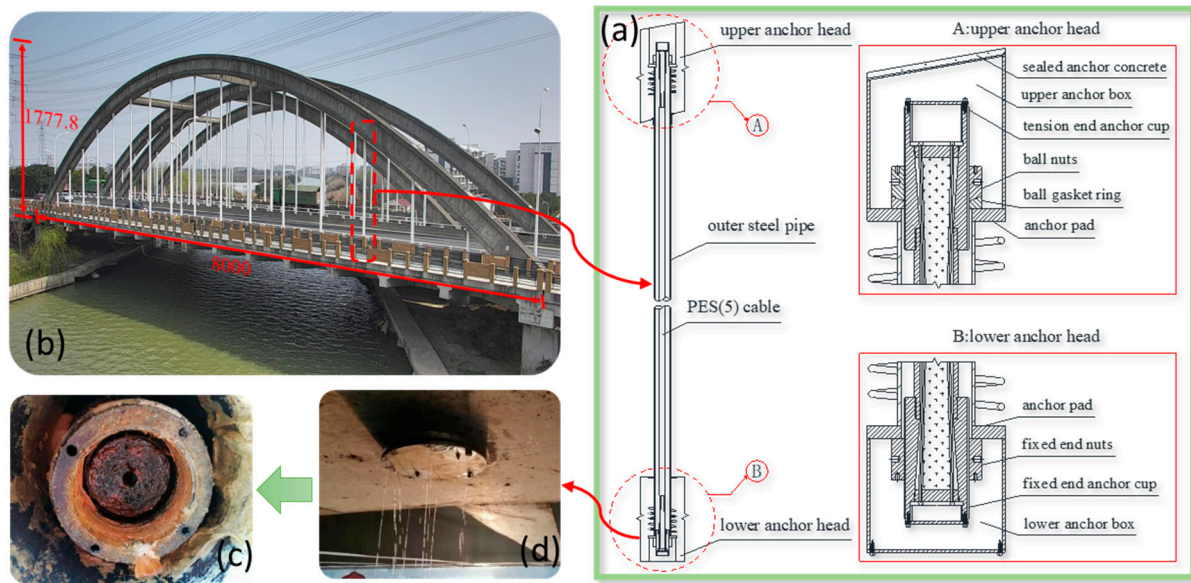 1777.8
8000
(b)
(c)
(d)
(a)
upper anchor head
A
outer steel pipe
PES(5) cable
B
lower anchor head
A:upper anchor head
sealed anchor concrete
upper anchor box
tension end anchor cup
ball nuts
ball gasket ring
anchor pad
B:lower anchor head
anchor pad
fixed end nuts
fixed end anchor cup
lower anchor box